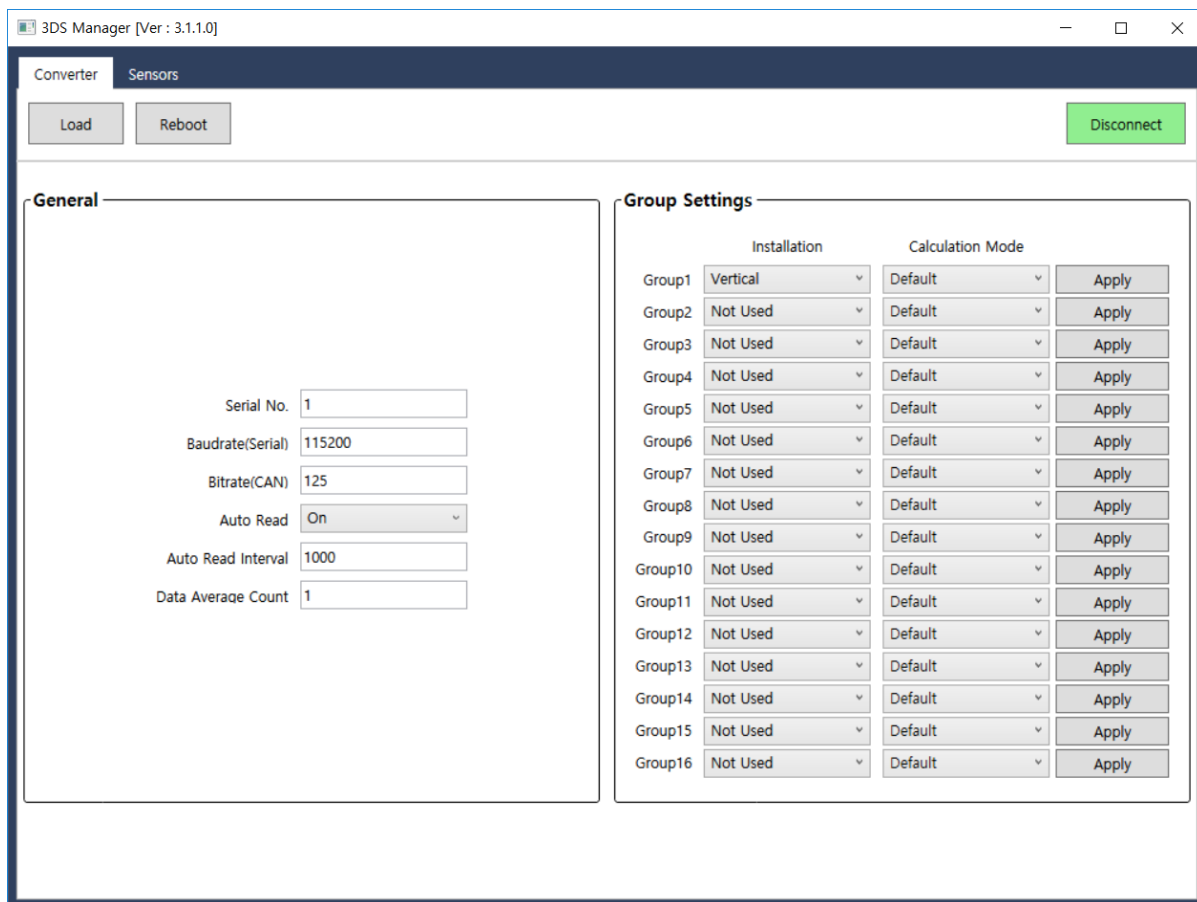 3DS Manager [Ver : 3.1.1.0]
Converter Sensors
Load Reboot Disconnect
General
Serial No. 1
Baudrate(Serial) 115200
Bitrate(CAN) 125
Auto Read On
Auto Read Interval 1000
Data Average Count 1
Group Settings
Installation Calculation Mode
Group1 Vertical Default Apply
Group2 Not Used Default Apply
Group3 Not Used Default Apply
Group4 Not Used Default Apply
Group5 Not Used Default Apply
Group6 Not Used Default Apply
Group7 Not Used Default Apply
Group8 Not Used Default Apply
Group9 Not Used Default Apply
Group10 Not Used Default Apply
Group11 Not Used Default Apply
Group12 Not Used Default Apply
Group13 Not Used Default Apply
Group14 Not Used Default Apply
Group15 Not Used Default Apply
Group16 Not Used Default Apply